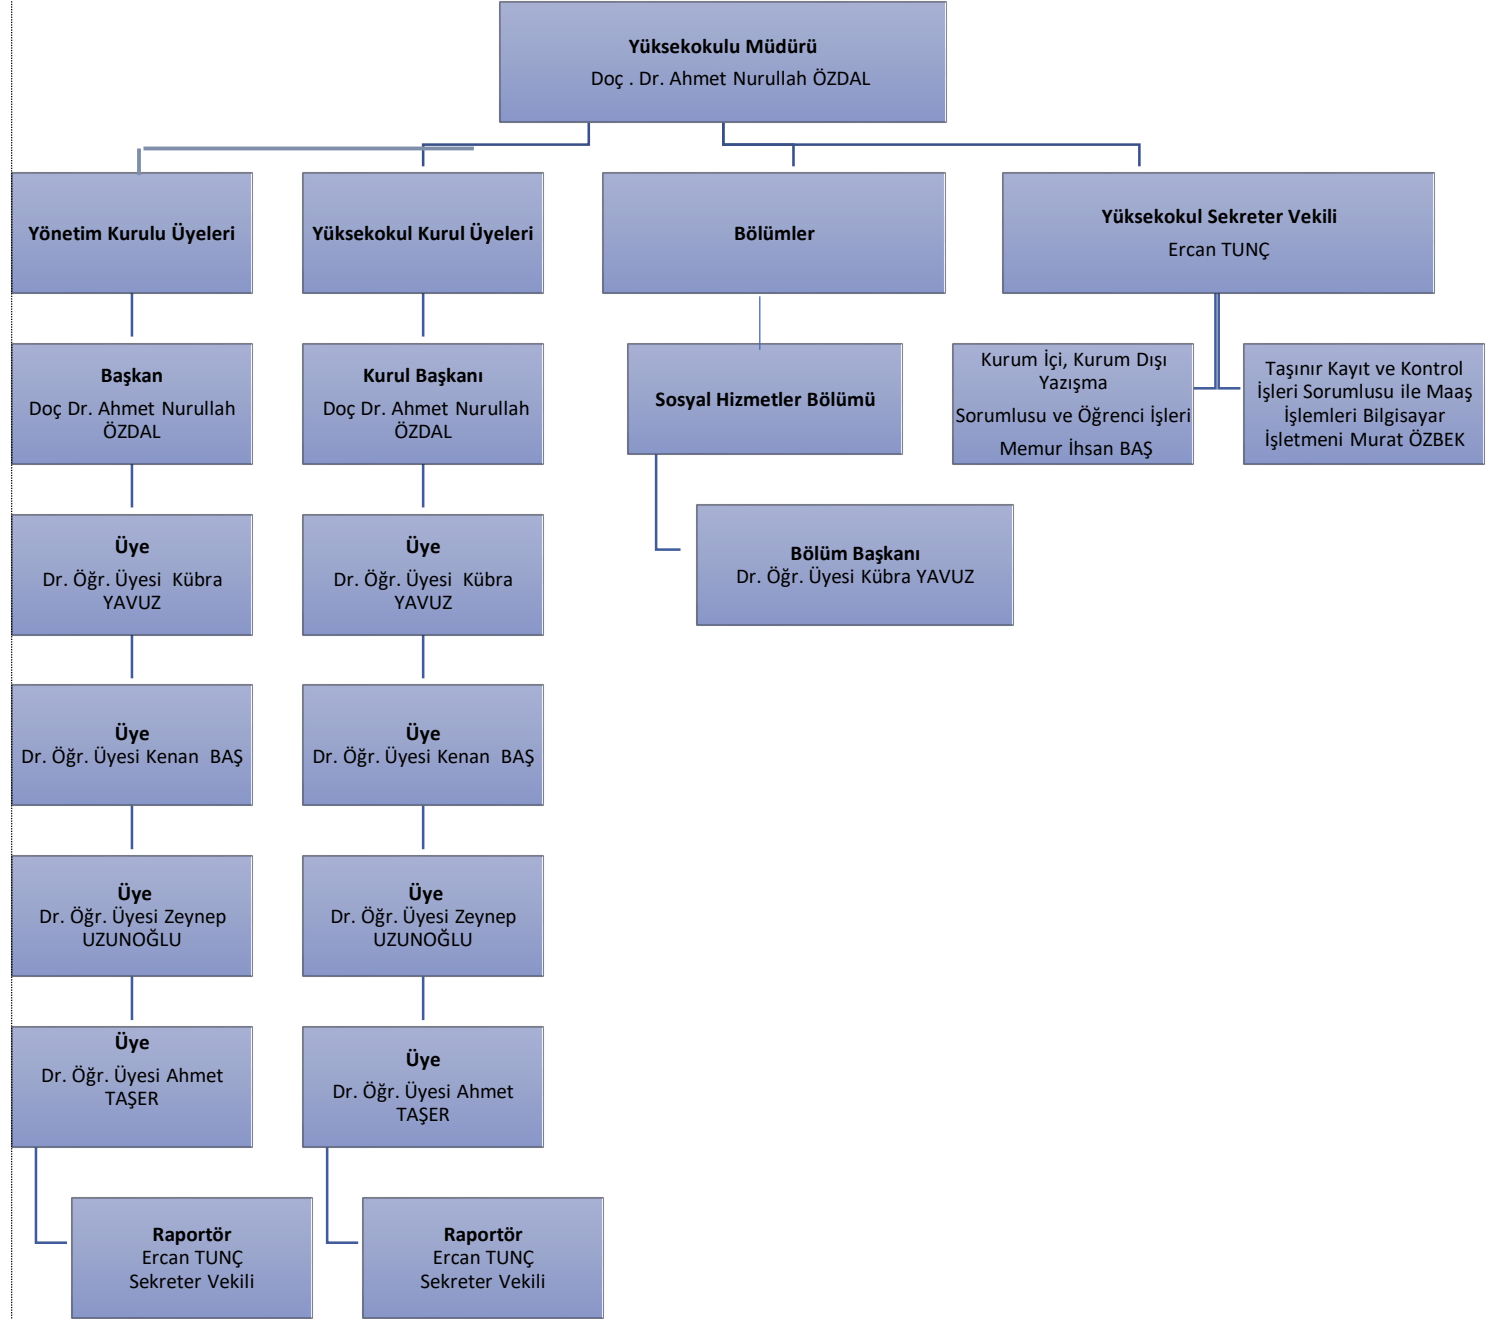 Yüksekokulu Müdürü
Doç . Dr. Ahmet Nurullah ÖZDAL
Yönetim Kurulu Üyeleri
Yüksekokul Kurul Üyeleri
Bölümler
Yüksekokul Sekreter Vekili
Ercan TUNÇ
Başkan
Doç Dr. Ahmet Nurullah
ÖZDAL
Kurul Başkanı
Doç Dr. Ahmet Nurullah
ÖZDAL
Sosyal Hizmetler Bölümü
Kurum İçi, Kurum Dışı
Yazışma
Sorumlusu ve Öğrenci İşleri
Memur İhsan BAŞ
Taşınır Kayıt ve Kontrol
İşleri Sorumlusu ile Maaş
İşlemleri Bilgisayar
İşletmeni Murat ÖZBEK
Üye
Dr. Öğr. Üyesi  Kübra
YAVUZ
Üye
Dr. Öğr. Üyesi  Kübra
YAVUZ
Bölüm Başkanı
Dr. Öğr. Üyesi Kübra YAVUZ
Üye
Dr. Öğr. Üyesi Kenan  BAŞ
Üye
Dr. Öğr. Üyesi Kenan  BAŞ
Üye
Dr. Öğr. Üyesi Zeynep
UZUNOĞLU
Üye
Dr. Öğr. Üyesi Zeynep
UZUNOĞLU
Üye
Dr. Öğr. Üyesi Ahmet
TAŞER
Üye
Dr. Öğr. Üyesi Ahmet
TAŞER
Raportör
Ercan TUNÇ
Sekreter Vekili
Raportör
Ercan TUNÇ
Sekreter Vekili